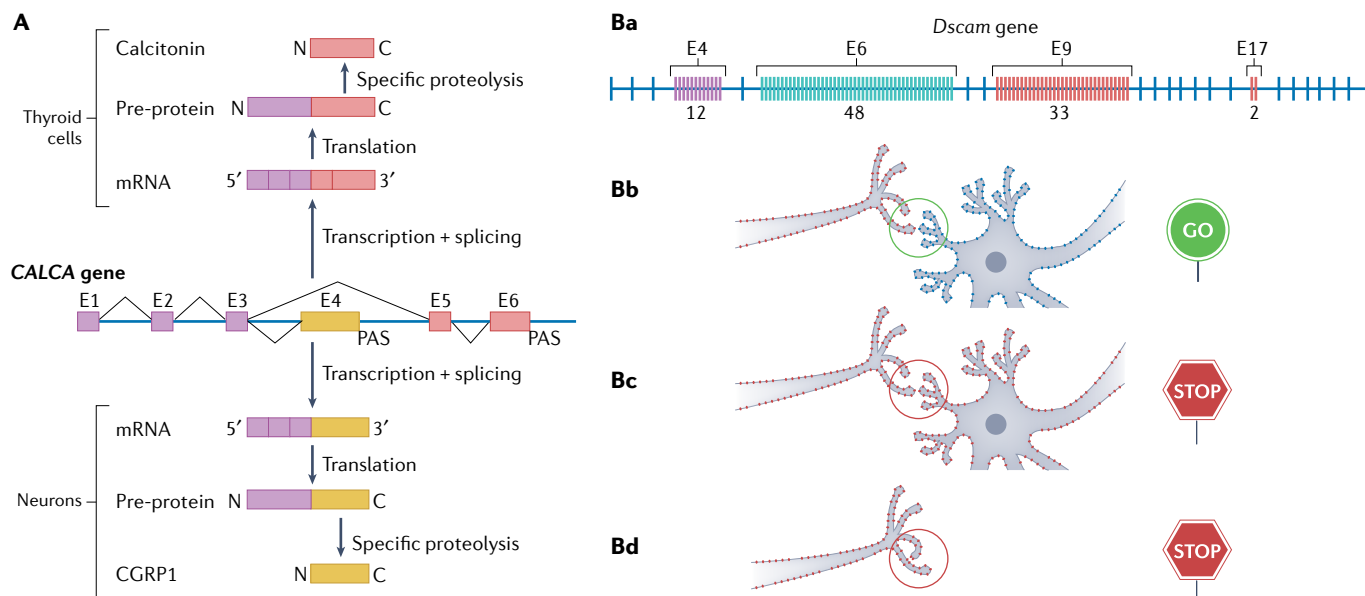 A
Calcitonin
N
C
Specific proteolysis
Pre-protein
N
C
Thyroid
cells
Translation
mRNA
5′
3′
Transcription + splicing
CALCA gene
E1
E2
E3
E4
E5
E6
PAS
PAS
Transcription + splicing
mRNA
5′
3′
Translation
Neurons
Pre-protein
N
C
Specific proteolysis
CGRP1
N
C
Ba
Dscam gene
E4
E6
E9
E17
12
48
33
2
Bb
GO
Bc
STOP
Bd
STOP